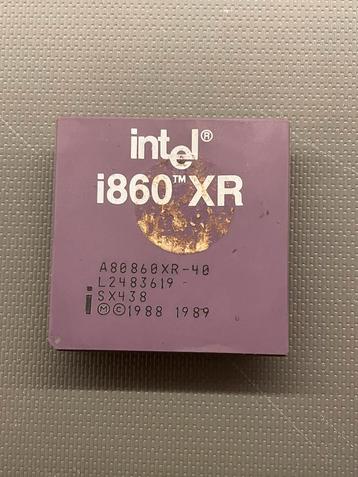 intel®
i860™ XR
A80860XR-40
L2483619
SX438
i ⓂⒸ1988 1989